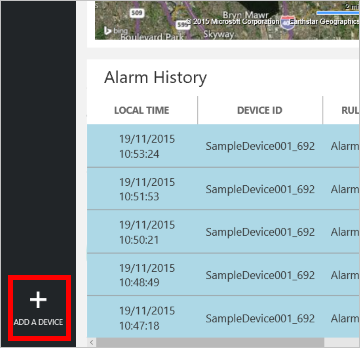 Bryn Mawr
Boulevard Park
Skyway
2 mi
bing
© 2015 Microsoft Corporation
Earthstar Geographics
Alarm History
LOCAL TIME
DEVICE ID
RUL
19/11/2015
10:53:24
SampleDevice001_692
Alarm
19/11/2015
10:51:53
SampleDevice001_692
Alarm
19/11/2015
10:50:21
SampleDevice001_692
Alarm
19/11/2015
10:48:49
SampleDevice001_692
Alarm
19/11/2015
10:47:18
SampleDevice001_692
Alarm
ADD A DEVICE